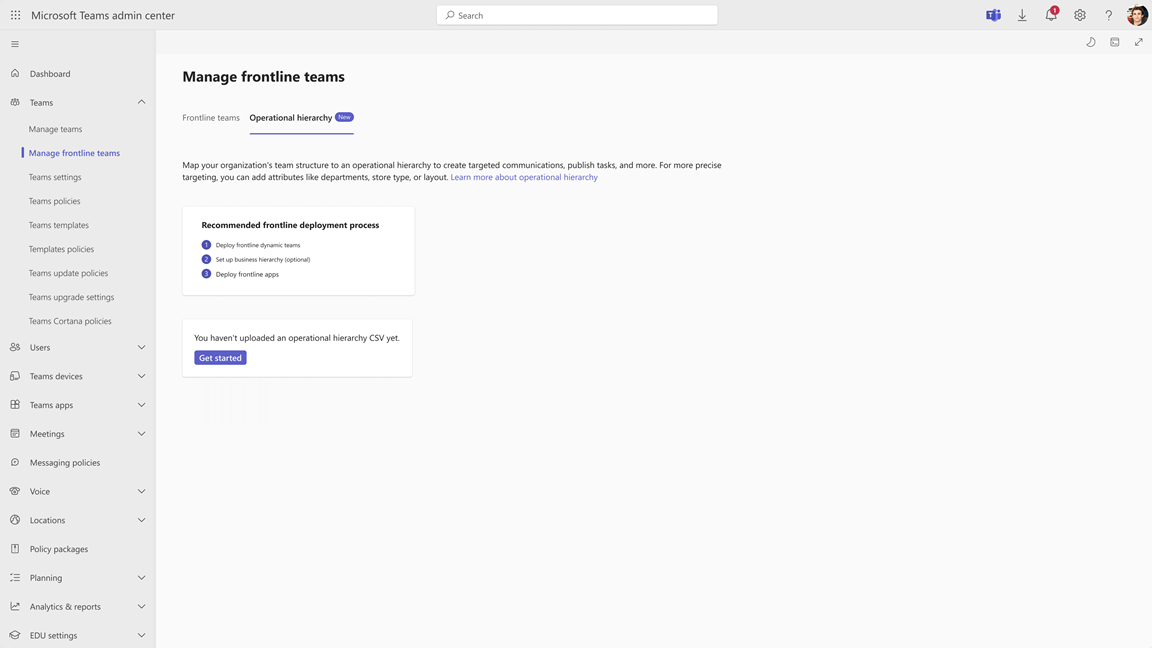 Microsoft Teams admin center
Search
1
Dashboard
Teams
Manage teams
Manage frontline teams
Teams settings
Teams policies
Teams templates
Templates policies
Teams update policies
Teams upgrade settings
Teams Cortana policies
Users
Teams devices
Teams apps
Meetings
Messaging policies
Voice
Locations
Policy packages
Planning
Analytics & reports
EDU settings
Manage frontline teams
Frontline teams
Operational hierarchy New
Map your organization's team structure to an operational hierarchy to create targeted communications, publish tasks, and more. For more precise
targeting, you can add attributes like departments, store type, or layout. Learn more about operational hierarchy
Recommended frontline deployment process
1 Deploy frontline dynamic teams
2 Set up business hierarchy (optional)
3 Deploy frontline apps
You haven't uploaded an operational hierarchy CSV yet.
Get started